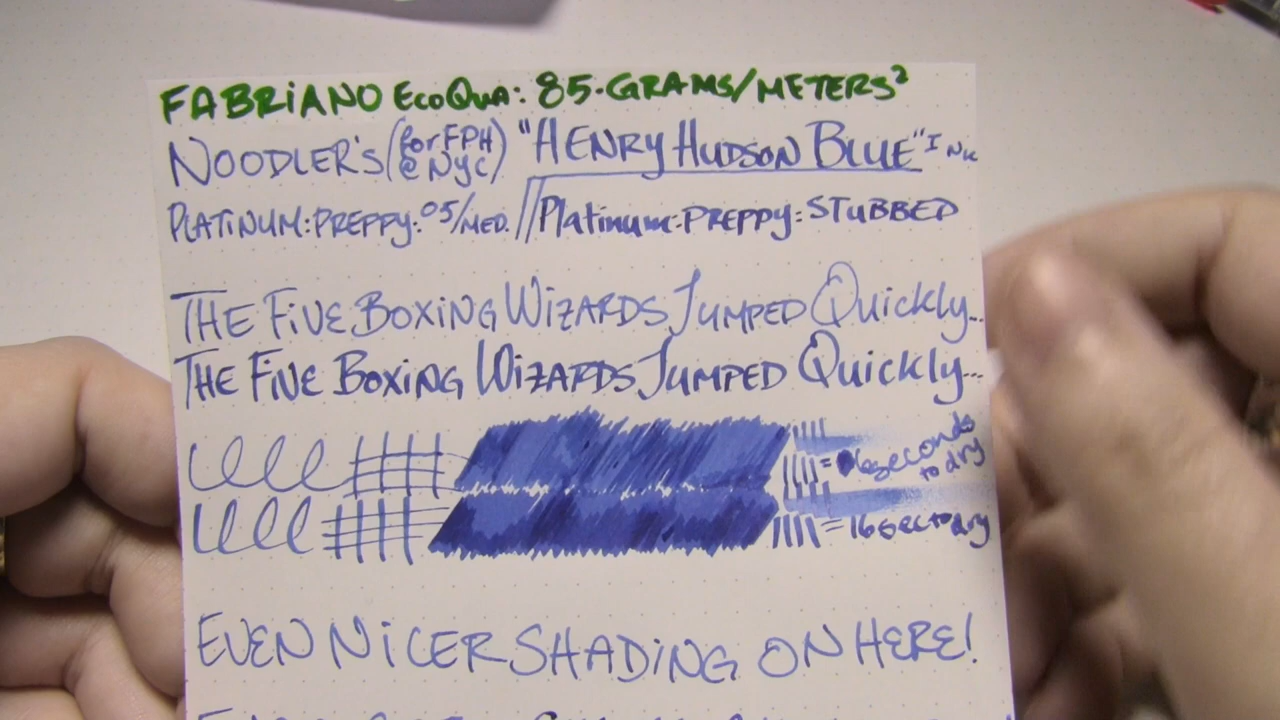 FABRiANO EcoQua: 85·GRAMS/METERS²
NOODLER'S (for FPH @ NYC) "HENRY HUDSON BLUE" INK
PLATINUM:PREPPY: 05/MED. // Platinum:PREPPY: STUBBED
THE FiVE BOXiNG WiZARDS JUMPED Quickly...
THE FiVE BOXiNG WiZARDS JUMPED Quickly...
= 6 seconds to dry
= 16 sec to dry
EVEN NiCER SHADiNG ON HERE!